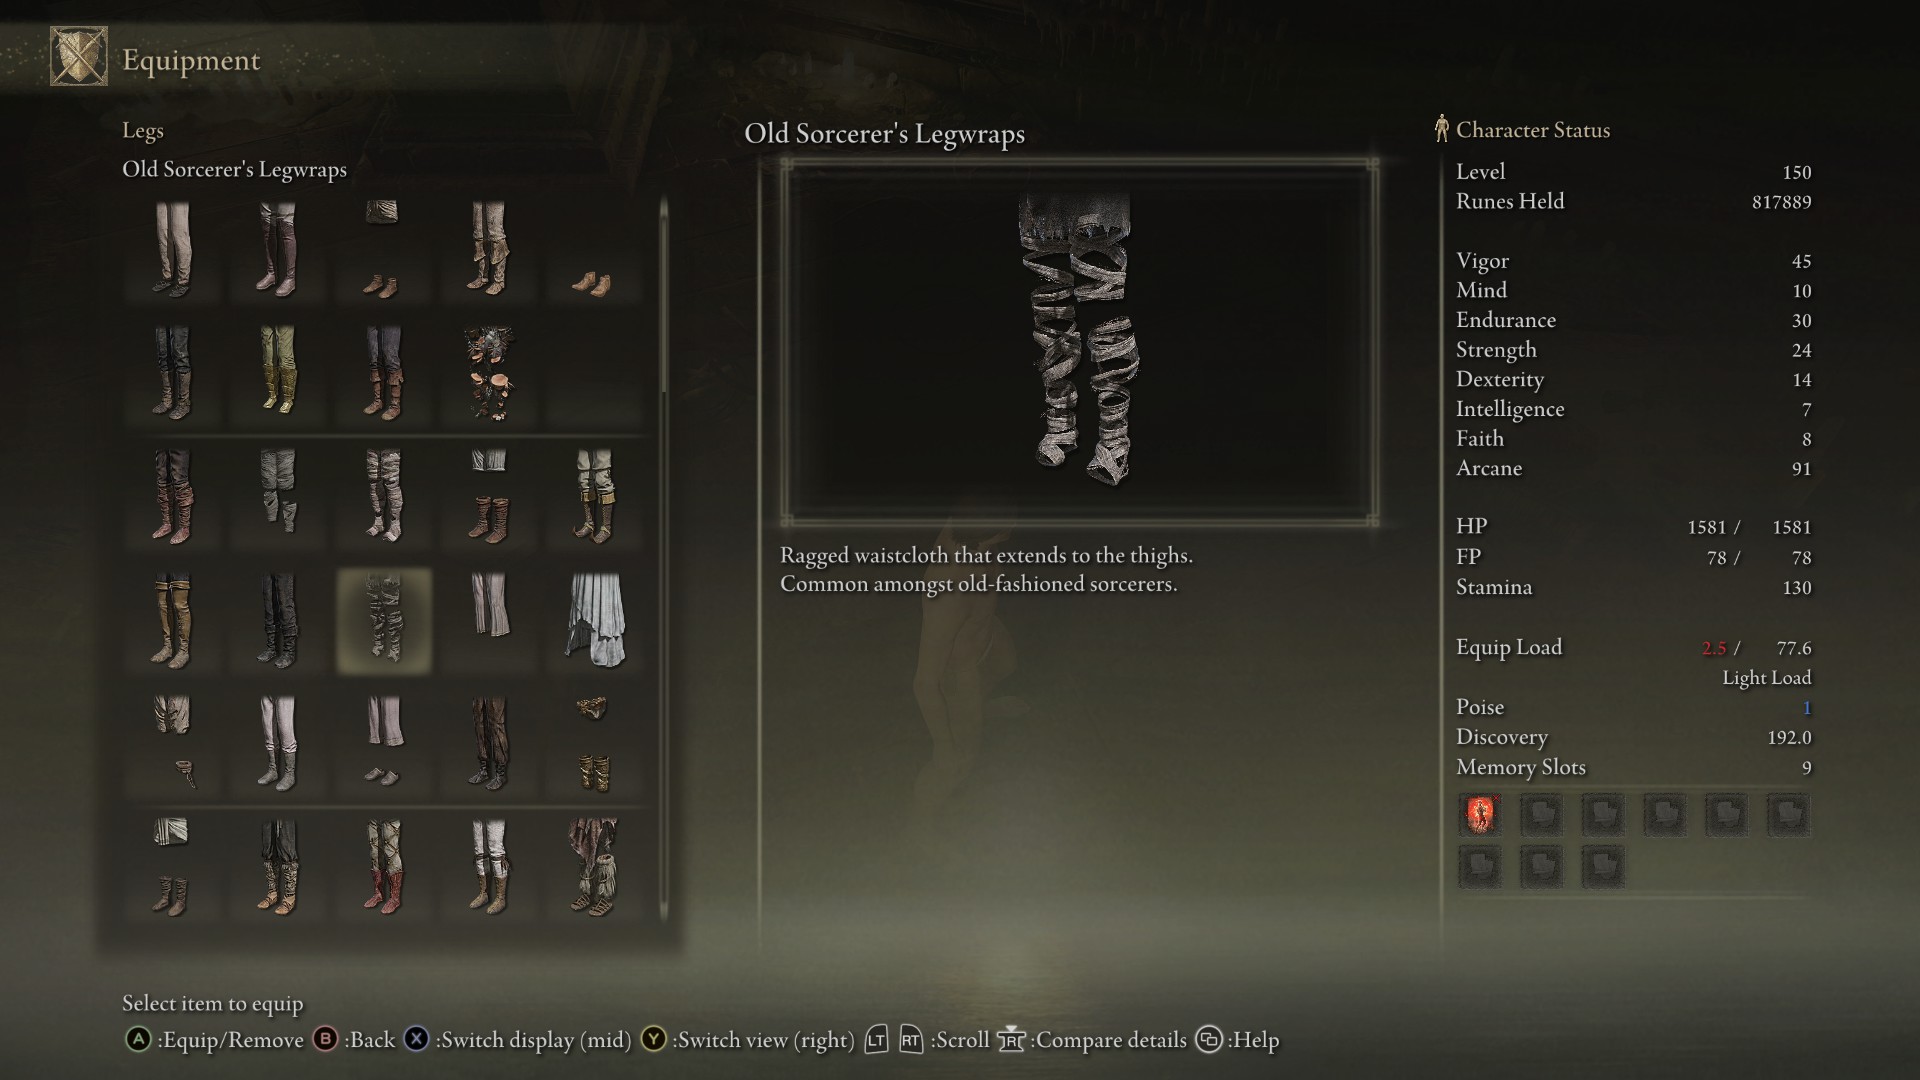 Equipment
Legs
Old Sorcerer's Legwraps
Old Sorcerer's Legwraps
Ragged waistcloth that extends to the thighs.
Common amongst old-fashioned sorcerers.
Character Status
Level 150
Runes Held 817889
Vigor 45
Mind 10
Endurance 30
Strength 24
Dexterity 14
Intelligence 7
Faith 8
Arcane 91
HP 1581 / 1581
FP 78 / 78
Stamina 130
Equip Load 2.5 / 77.6
Light Load
Poise 1
Discovery 192.0
Memory Slots 9
Select item to equip
A :Equip/Remove B :Back X :Switch display (mid) Y :Switch view (right) LT RT :Scroll R :Compare details :Help